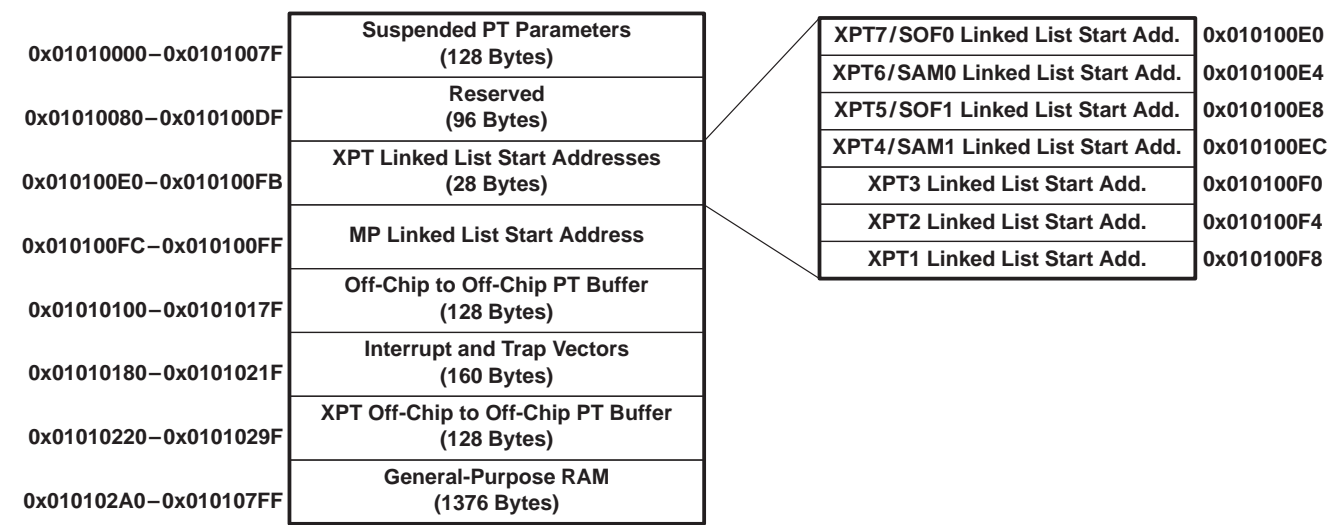 0x01010000–0x0101007F
Suspended PT Parameters
(128 Bytes)
0x01010080–0x010100DF
Reserved
(96 Bytes)
0x010100E0–0x010100FB
XPT Linked List Start Addresses
(28 Bytes)
0x010100FC–0x010100FF
MP Linked List Start Address
0x01010100–0x0101017F
Off-Chip to Off-Chip PT Buffer
(128 Bytes)
0x01010180–0x0101021F
Interrupt and Trap Vectors
(160 Bytes)
0x01010220–0x0101029F
XPT Off-Chip to Off-Chip PT Buffer
(128 Bytes)
0x010102A0–0x010107FF
General-Purpose RAM
(1376 Bytes)
XPT7/SOF0 Linked List Start Add. 0x010100E0
XPT6/SAM0 Linked List Start Add. 0x010100E4
XPT5/SOF1 Linked List Start Add. 0x010100E8
XPT4/SAM1 Linked List Start Add. 0x010100EC
XPT3 Linked List Start Add. 0x010100F0
XPT2 Linked List Start Add. 0x010100F4
XPT1 Linked List Start Add. 0x010100F8